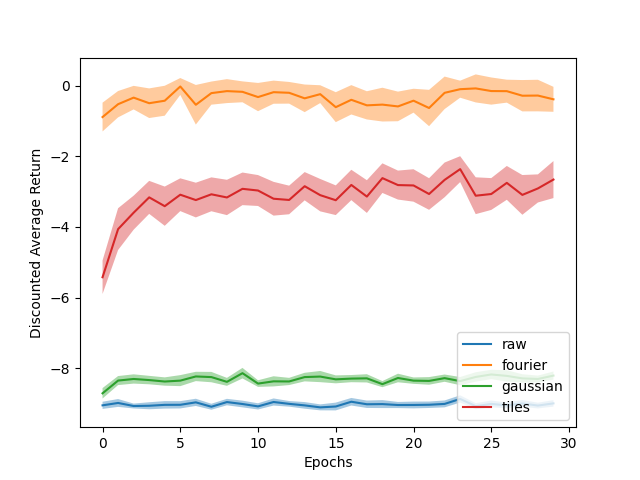 0
−2
−4
−6
−8
Discounted Average Return
raw
fourier
gaussian
tiles
0 5 10 15 20 25 30
Epochs